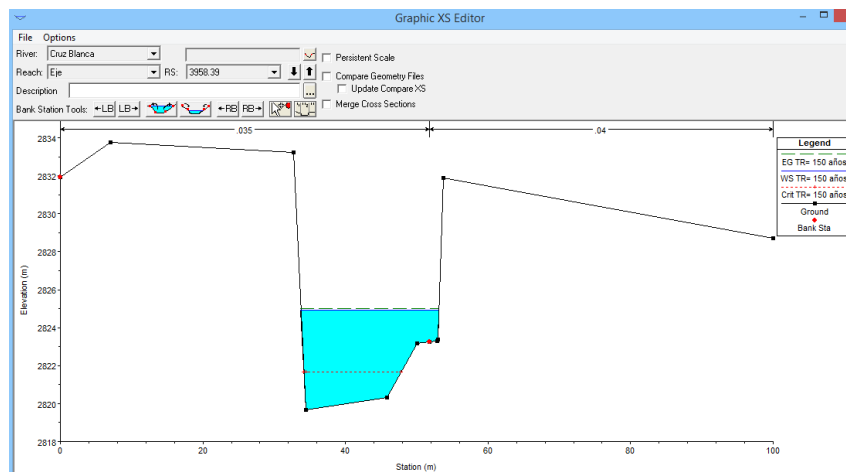 Graphic XS Editor
File Options
River: Cruz Blanca
Persistent Scale
Reach: Eje RS: 3958.39
Compare Geometry Files
Update Compare XS
Description ...
Merge Cross Sections
Bank Station Tools: LB LB RB RB
.035 .04
Legend
EG TR= 150 años
WS TR= 150 años
Crit TR= 150 años
Ground
Bank Sta
2834
2832
2830
2828
2826
2824
2822
2820
2818
Elevation (m)
0 20 40 60 80 100
Station (m)